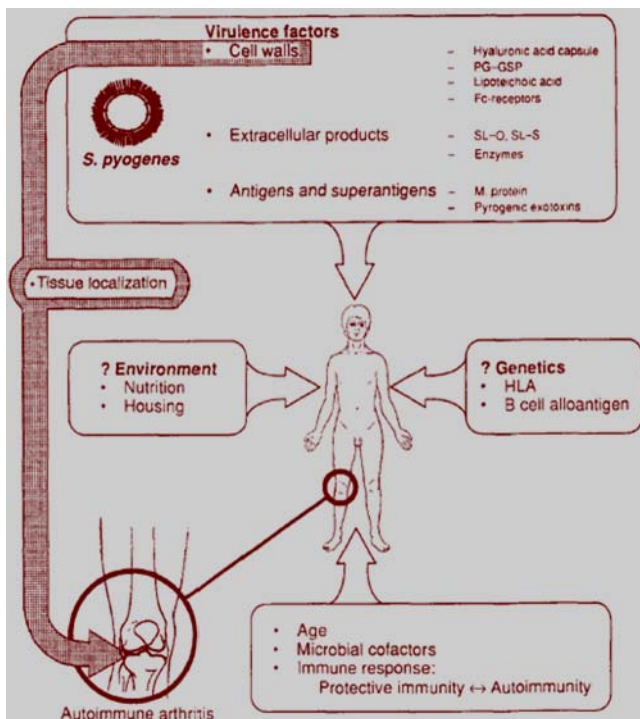 Virulence factors
• Cell walls
– Hyaluronic acid capsule
– PG–GSP
– Lipoteichoic acid
– Fc-receptors
S. pyogenes
• Extracellular products
– SL–O, SL–S
– Enzymes
• Antigens and superantigens
– M. protein
– Pyrogenic exotoxins
• Tissue localization
? Environment
• Nutrition
• Housing
? Genetics
• HLA
• B cell alloantigen
• Age
• Microbial cofactors
• Immune response:
Protective immunity ↔ Autoimmunity
Autoimmune arthritis